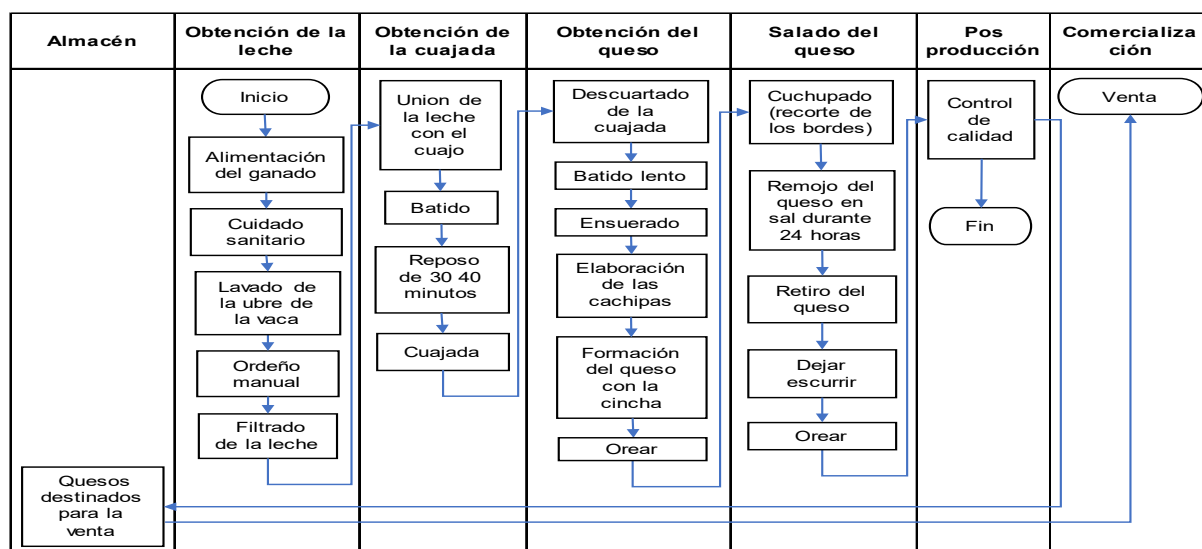 Almacén
Obtención de la
leche
Obtención de
la cuajada
Obtención del
queso
Salado del
queso
Pos
producción
Comercializa
ción
Inicio
Alimentación
del ganado
Cuidado
sanitario
Lavado de
la ubre de
la vaca
Ordeño
manual
Filtrado
de la leche
Union de
la leche
con el
cuajo
Batido
Reposo
de 30 40
minutos
Cuajada
Descuartado
de la
cuajada
Batido lento
Ensuerado
Elaboración
de las
cachipas
Formación
del queso
con la
cincha
Orear
Cuchupado
(recorte de
los bordes)
Remojo del
queso en
sal durante
24 horas
Retiro del
queso
Dejar
escurrir
Orear
Control
de
calidad
Fin
Venta
Quesos
destinados
para la
venta